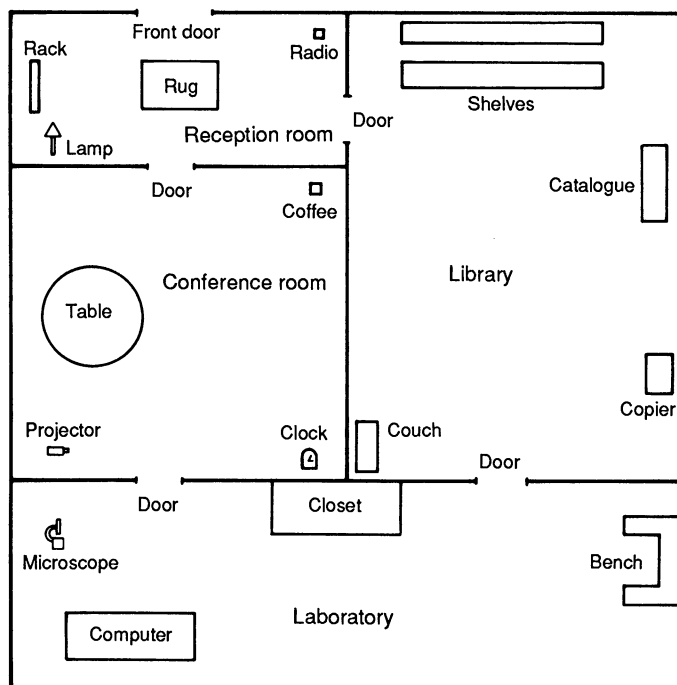 Front door
Rack
Radio
Rug
Shelves
Door
Reception room
Lamp
Door
Coffee
Catalogue
Conference room
Library
Table
Copier
Projector
Clock
Couch
Door
Door
Closet
Microscope
Bench
Laboratory
Computer